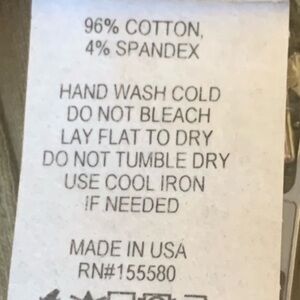 96% COTTON,
4% SPANDEX
HAND WASH COLD
DO NOT BLEACH
LAY FLAT TO DRY
DO NOT TUMBLE DRY
USE COOL IRON
IF NEEDED
MADE IN USA
RN#155580